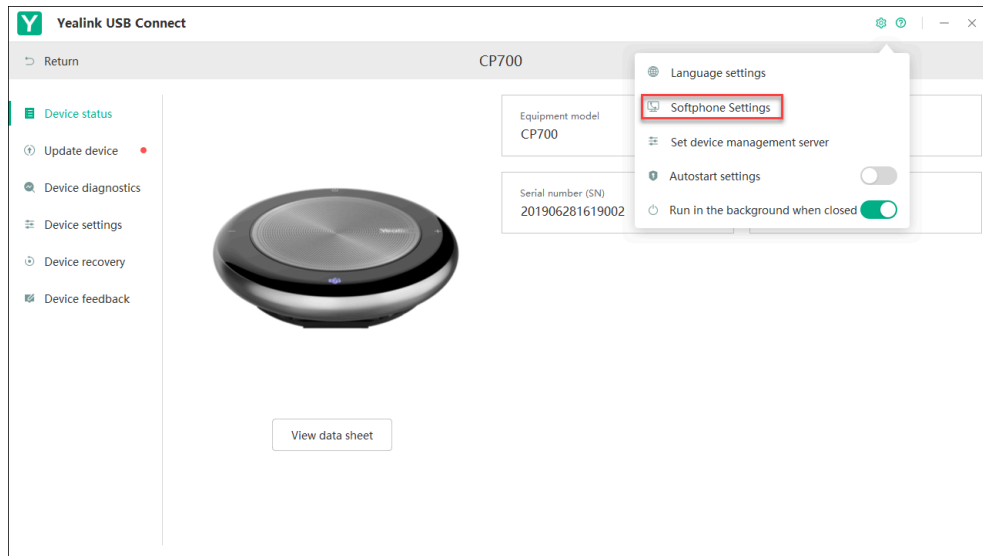 Yealink USB Connect
Return
CP700
Language settings
Softphone Settings
Set device management server
Autostart settings
Run in the background when closed
Device status
Update device
Device diagnostics
Device settings
Device recovery
Device feedback
Equipment model
CP700
Serial number (SN)
201906281619002
Yealink
View data sheet